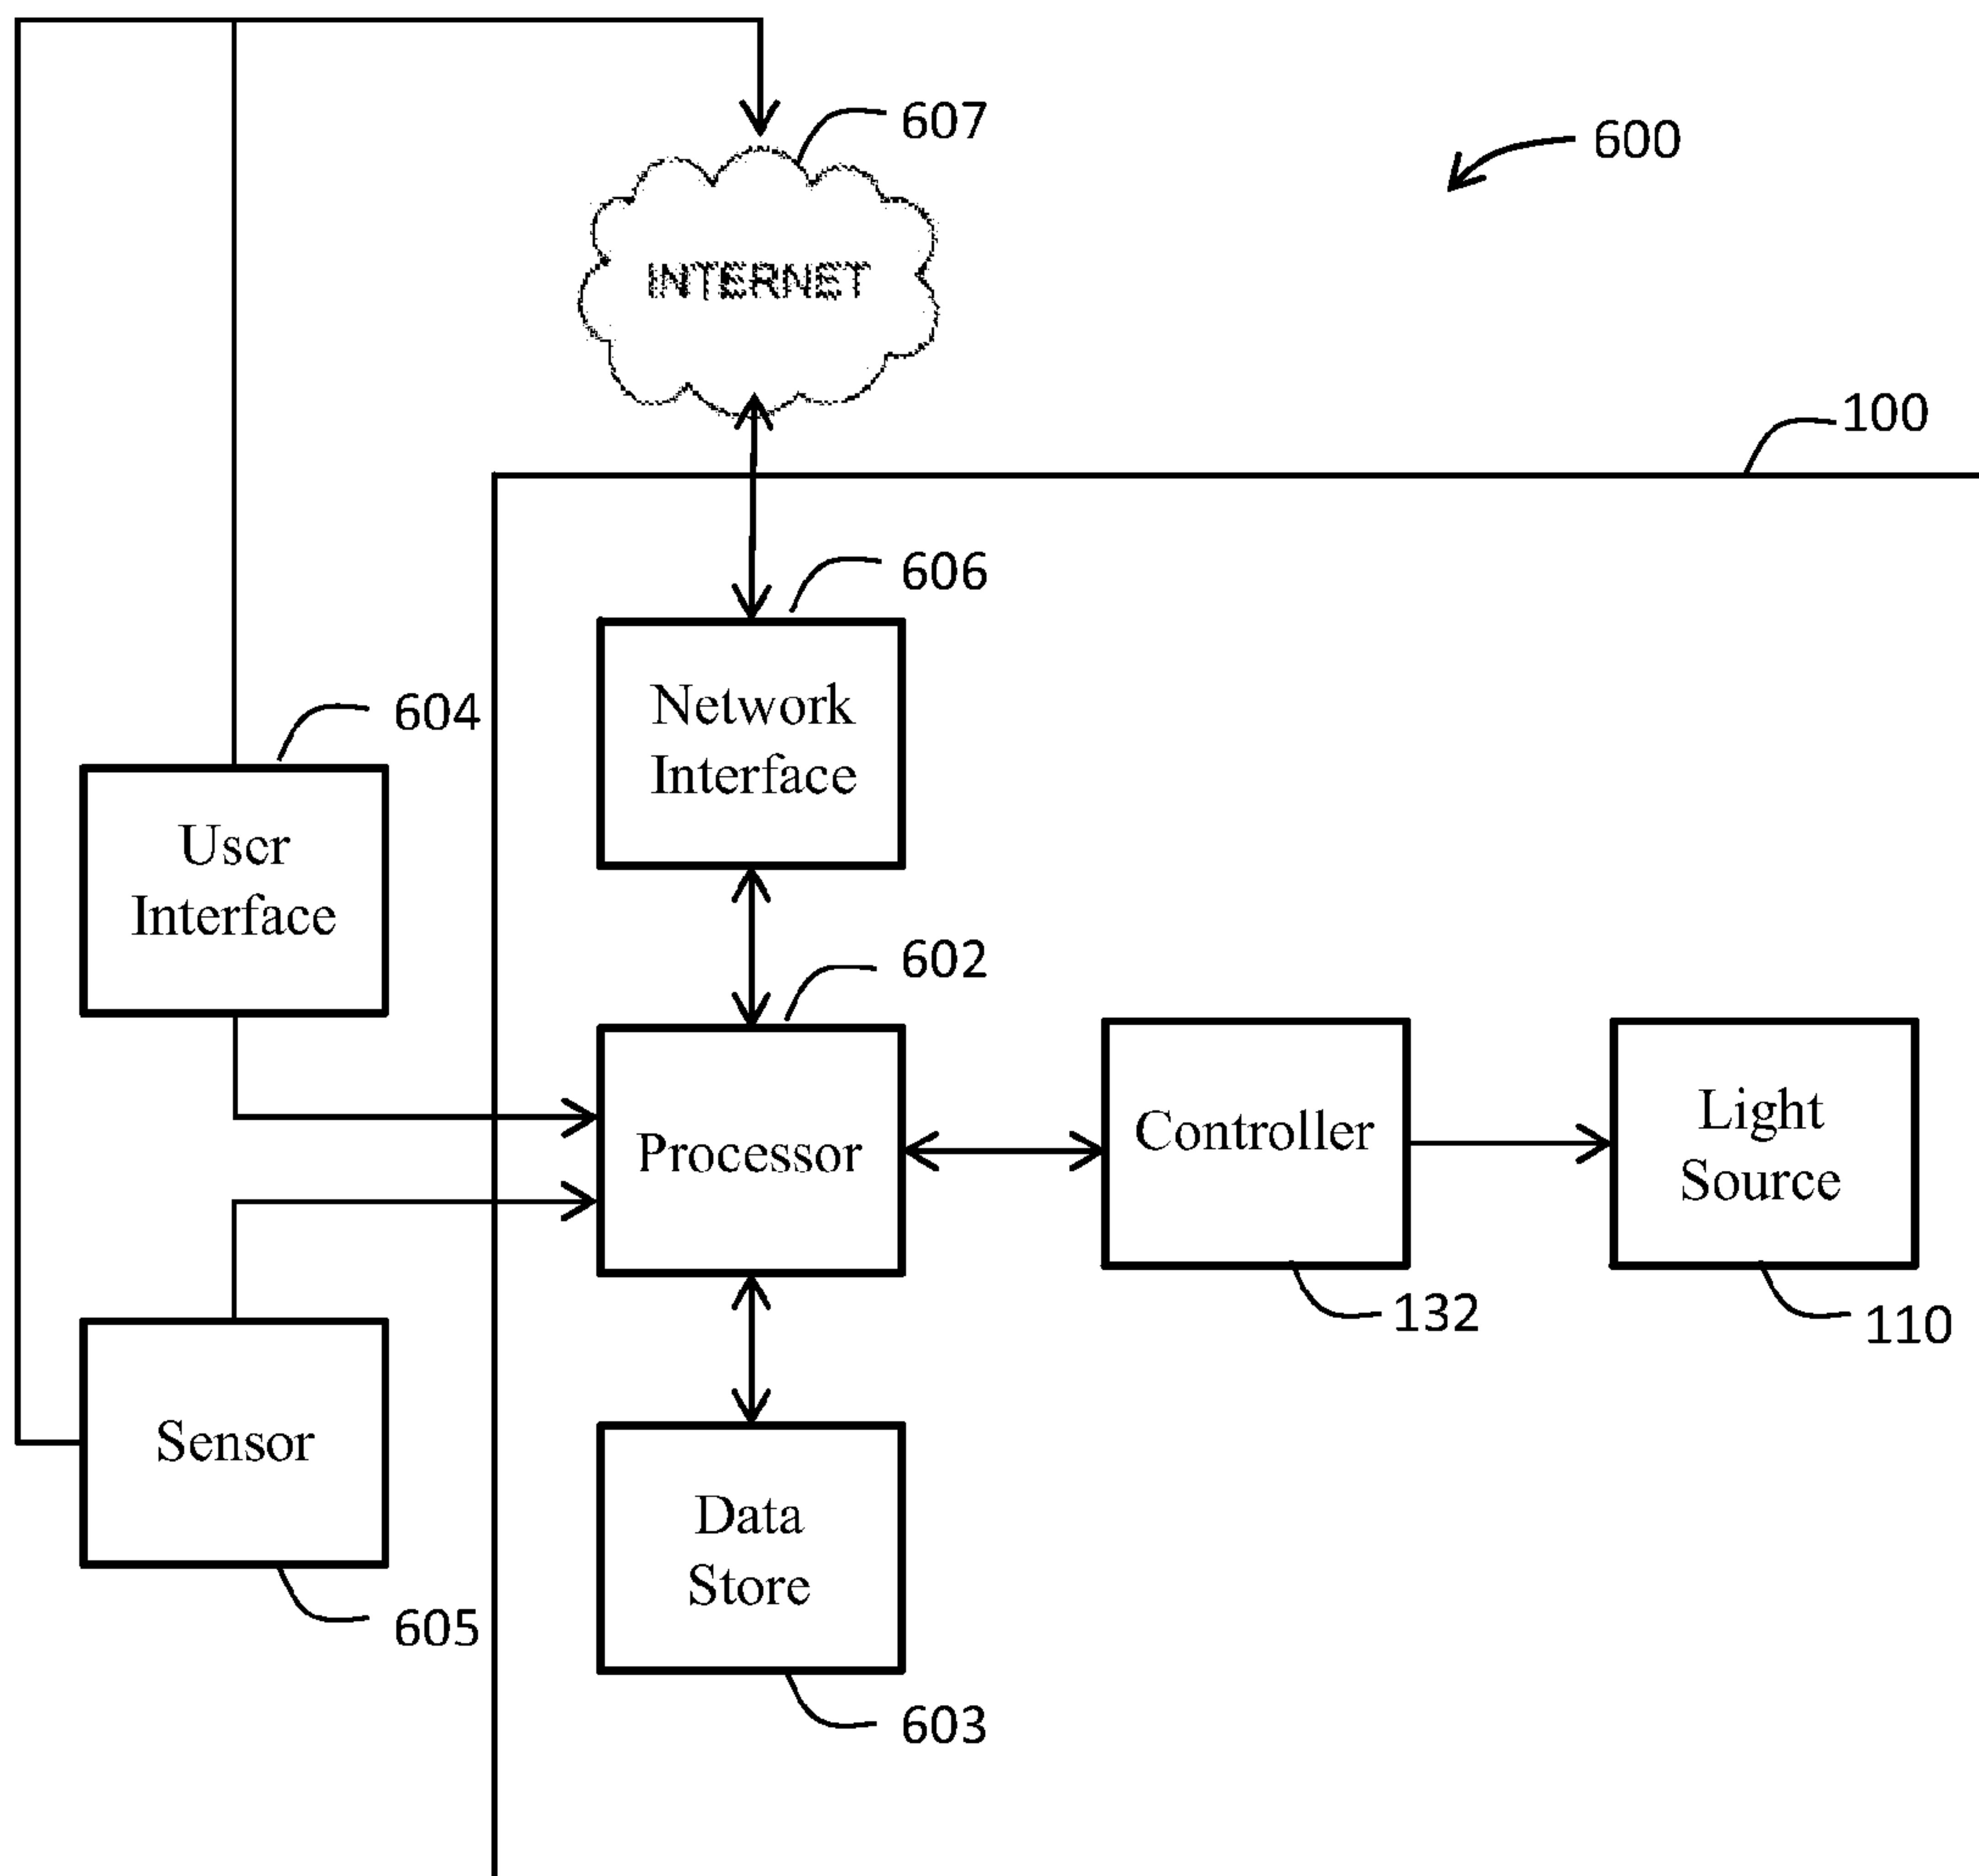 607
600
INTERNET
100
606
Network
Interface
604
User
Interface
602
Processor
Controller
Light
Source
132
110
Sensor
Data
Store
605
603